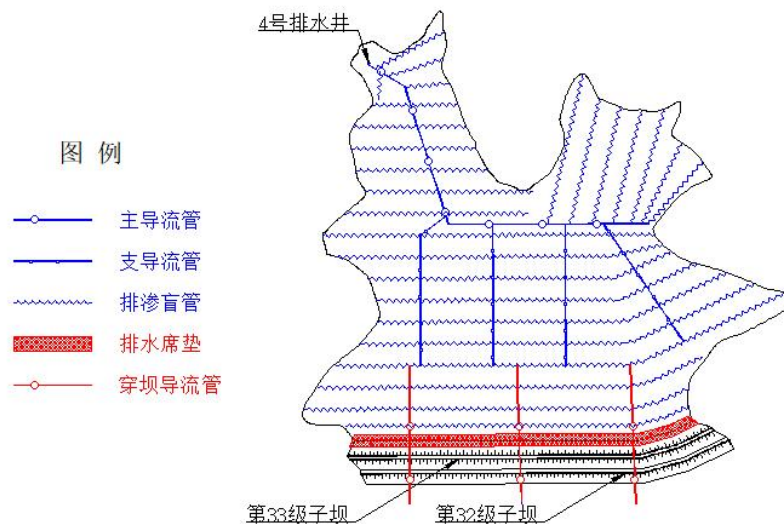 4号排水井
图 例
主导流管
支导流管
排渗盲管
排水席垫
穿坝导流管
第33级子坝
第32级子坝